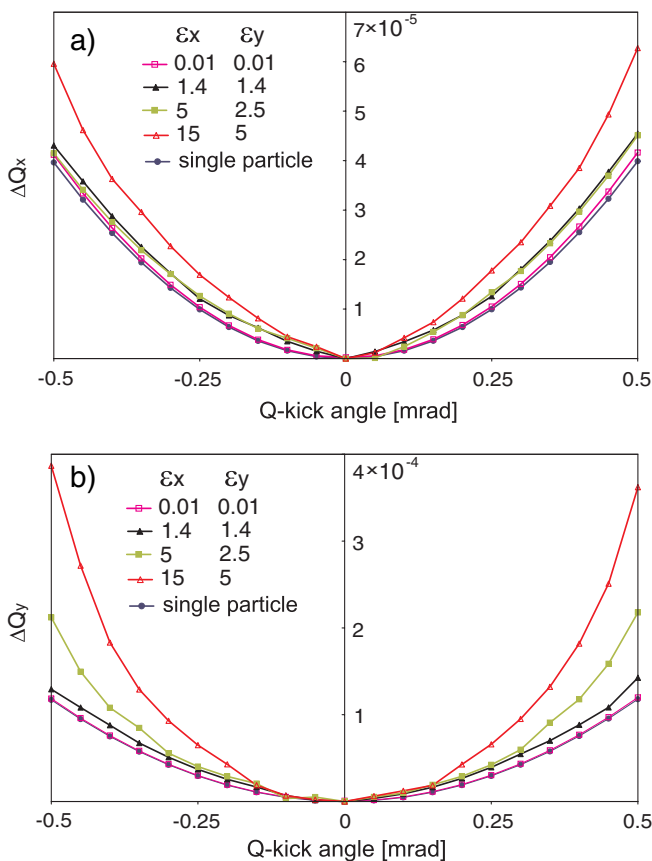 a)
7×10⁻⁵
εx εy
0.01 0.01
1.4 1.4
5 2.5
15 5
single particle
6
5
4
3
2
1
ΔQx
-0.5 -0.25 0 0.25 0.5
Q-kick angle [mrad]
b)
4×10⁻⁴
εx εy
0.01 0.01
1.4 1.4
5 2.5
15 5
single particle
3
2
1
ΔQy
-0.5 -0.25 0 0.25 0.5
Q-kick angle [mrad]